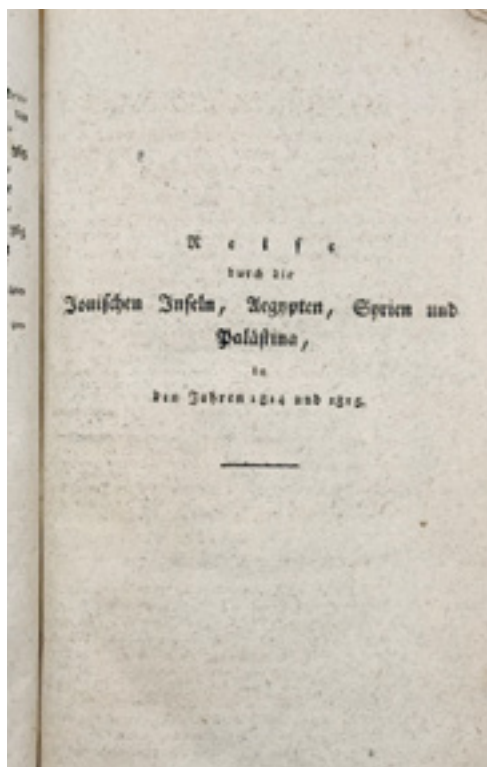 Reise
durch die
Jonischen Inseln, Aegypten, Syrien und
Palästina,
in
den Jahren 1814 und 1815.